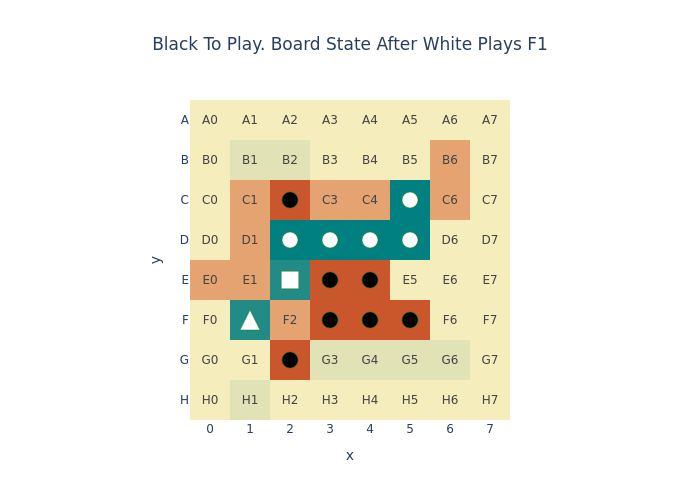 Black To Play. Board State After White Plays F1
A A0 A1 A2 A3 A4 A5 A6 A7
B B0 B1 B2 B3 B4 B5 B6 B7
C C0 C1 C3 C4 C6 C7
D D0 D1 D6 D7
y
E E0 E1 E5 E6 E7
F F0 F2 F6 F7
G G0 G1 G3 G4 G5 G6 G7
H H0 H1 H2 H3 H4 H5 H6 H7
0 1 2 3 4 5 6 7
x